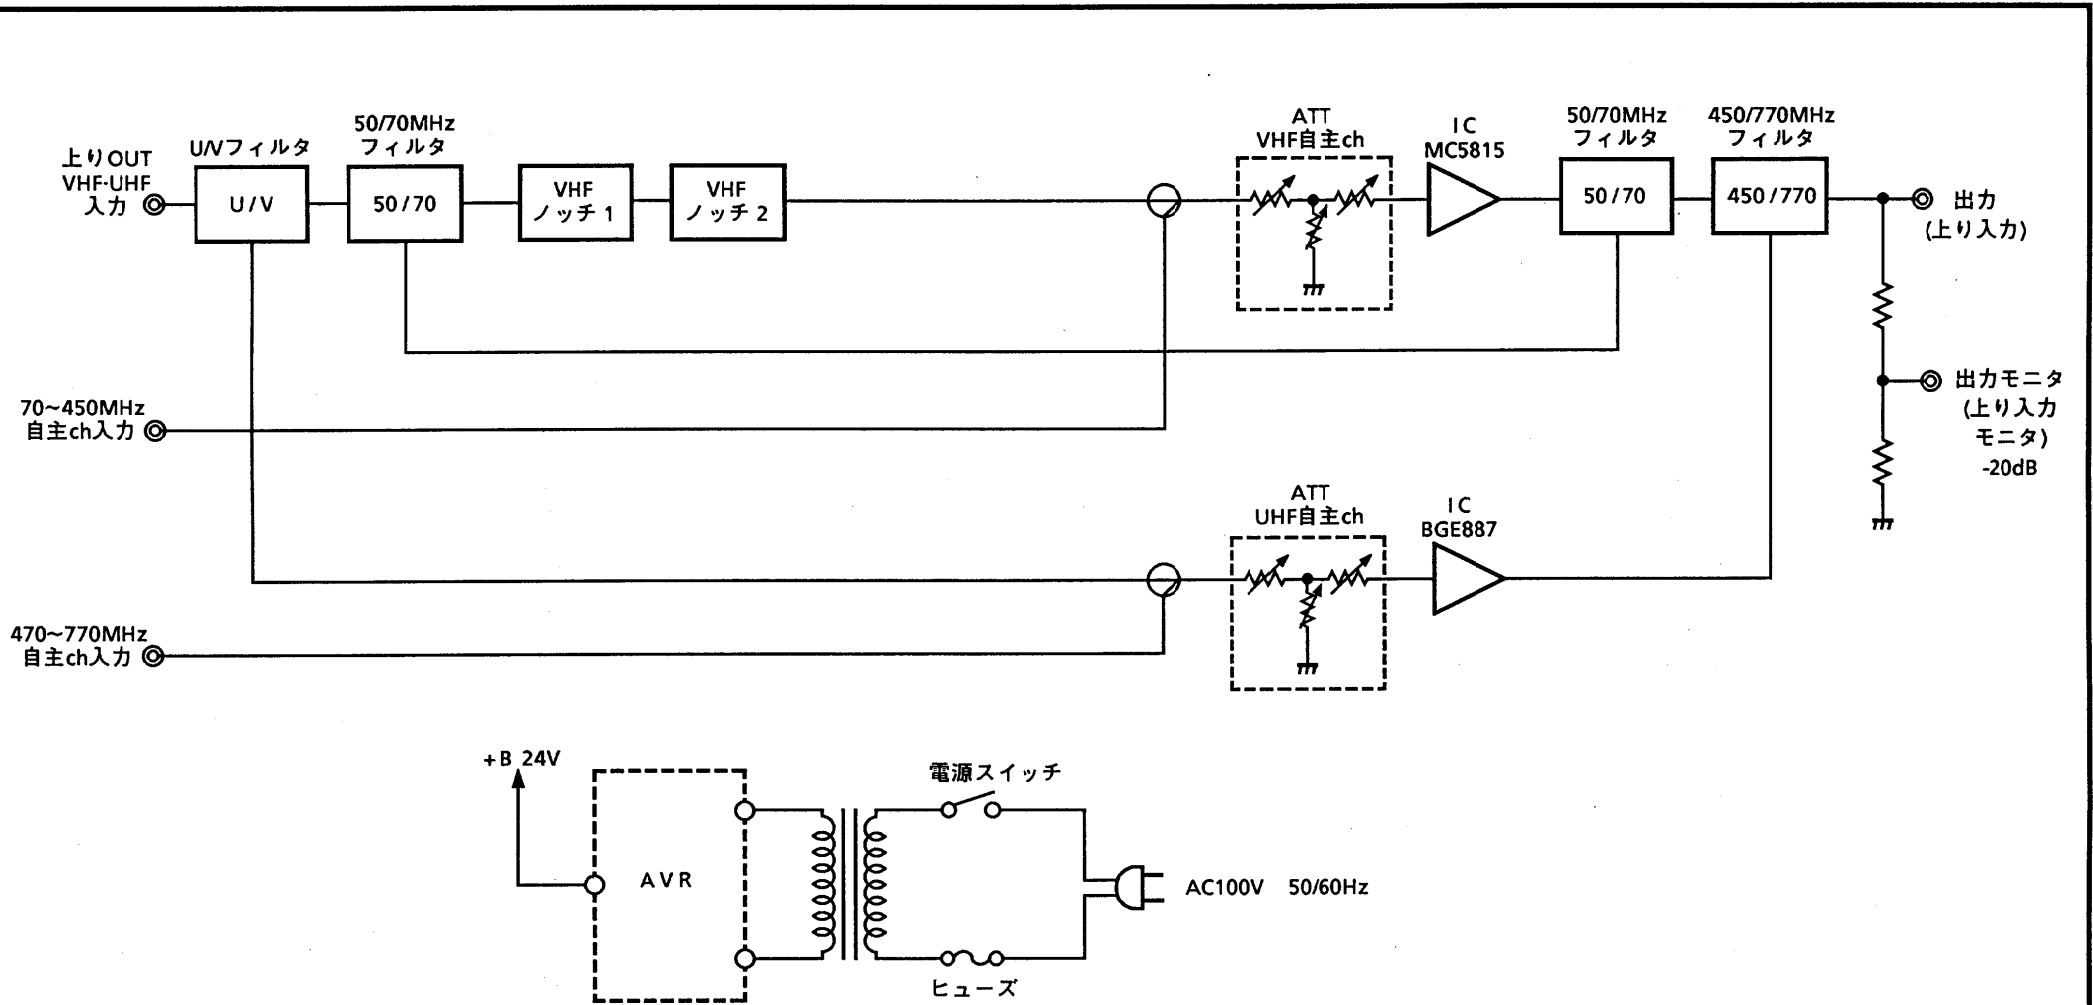 上りOUT
VHF·UHF
入力
U/Vフィルタ
U/V
50/70MHz
フィルタ
50/70
VHF
ノッチ1
VHF
ノッチ2
ATT
VHF自主ch
IC
MC5815
50/70MHz
フィルタ
50/70
450/770MHz
フィルタ
450/770
出力
(上り入力)
出力モニタ
(上り入力
モニタ)
-20dB
70~450MHz
自主ch入力
ATT
UHF自主ch
IC
BGE887
470~770MHz
自主ch入力
+B 24V
AVR
電源スイッチ
AC100V 50/60Hz
ヒューズ